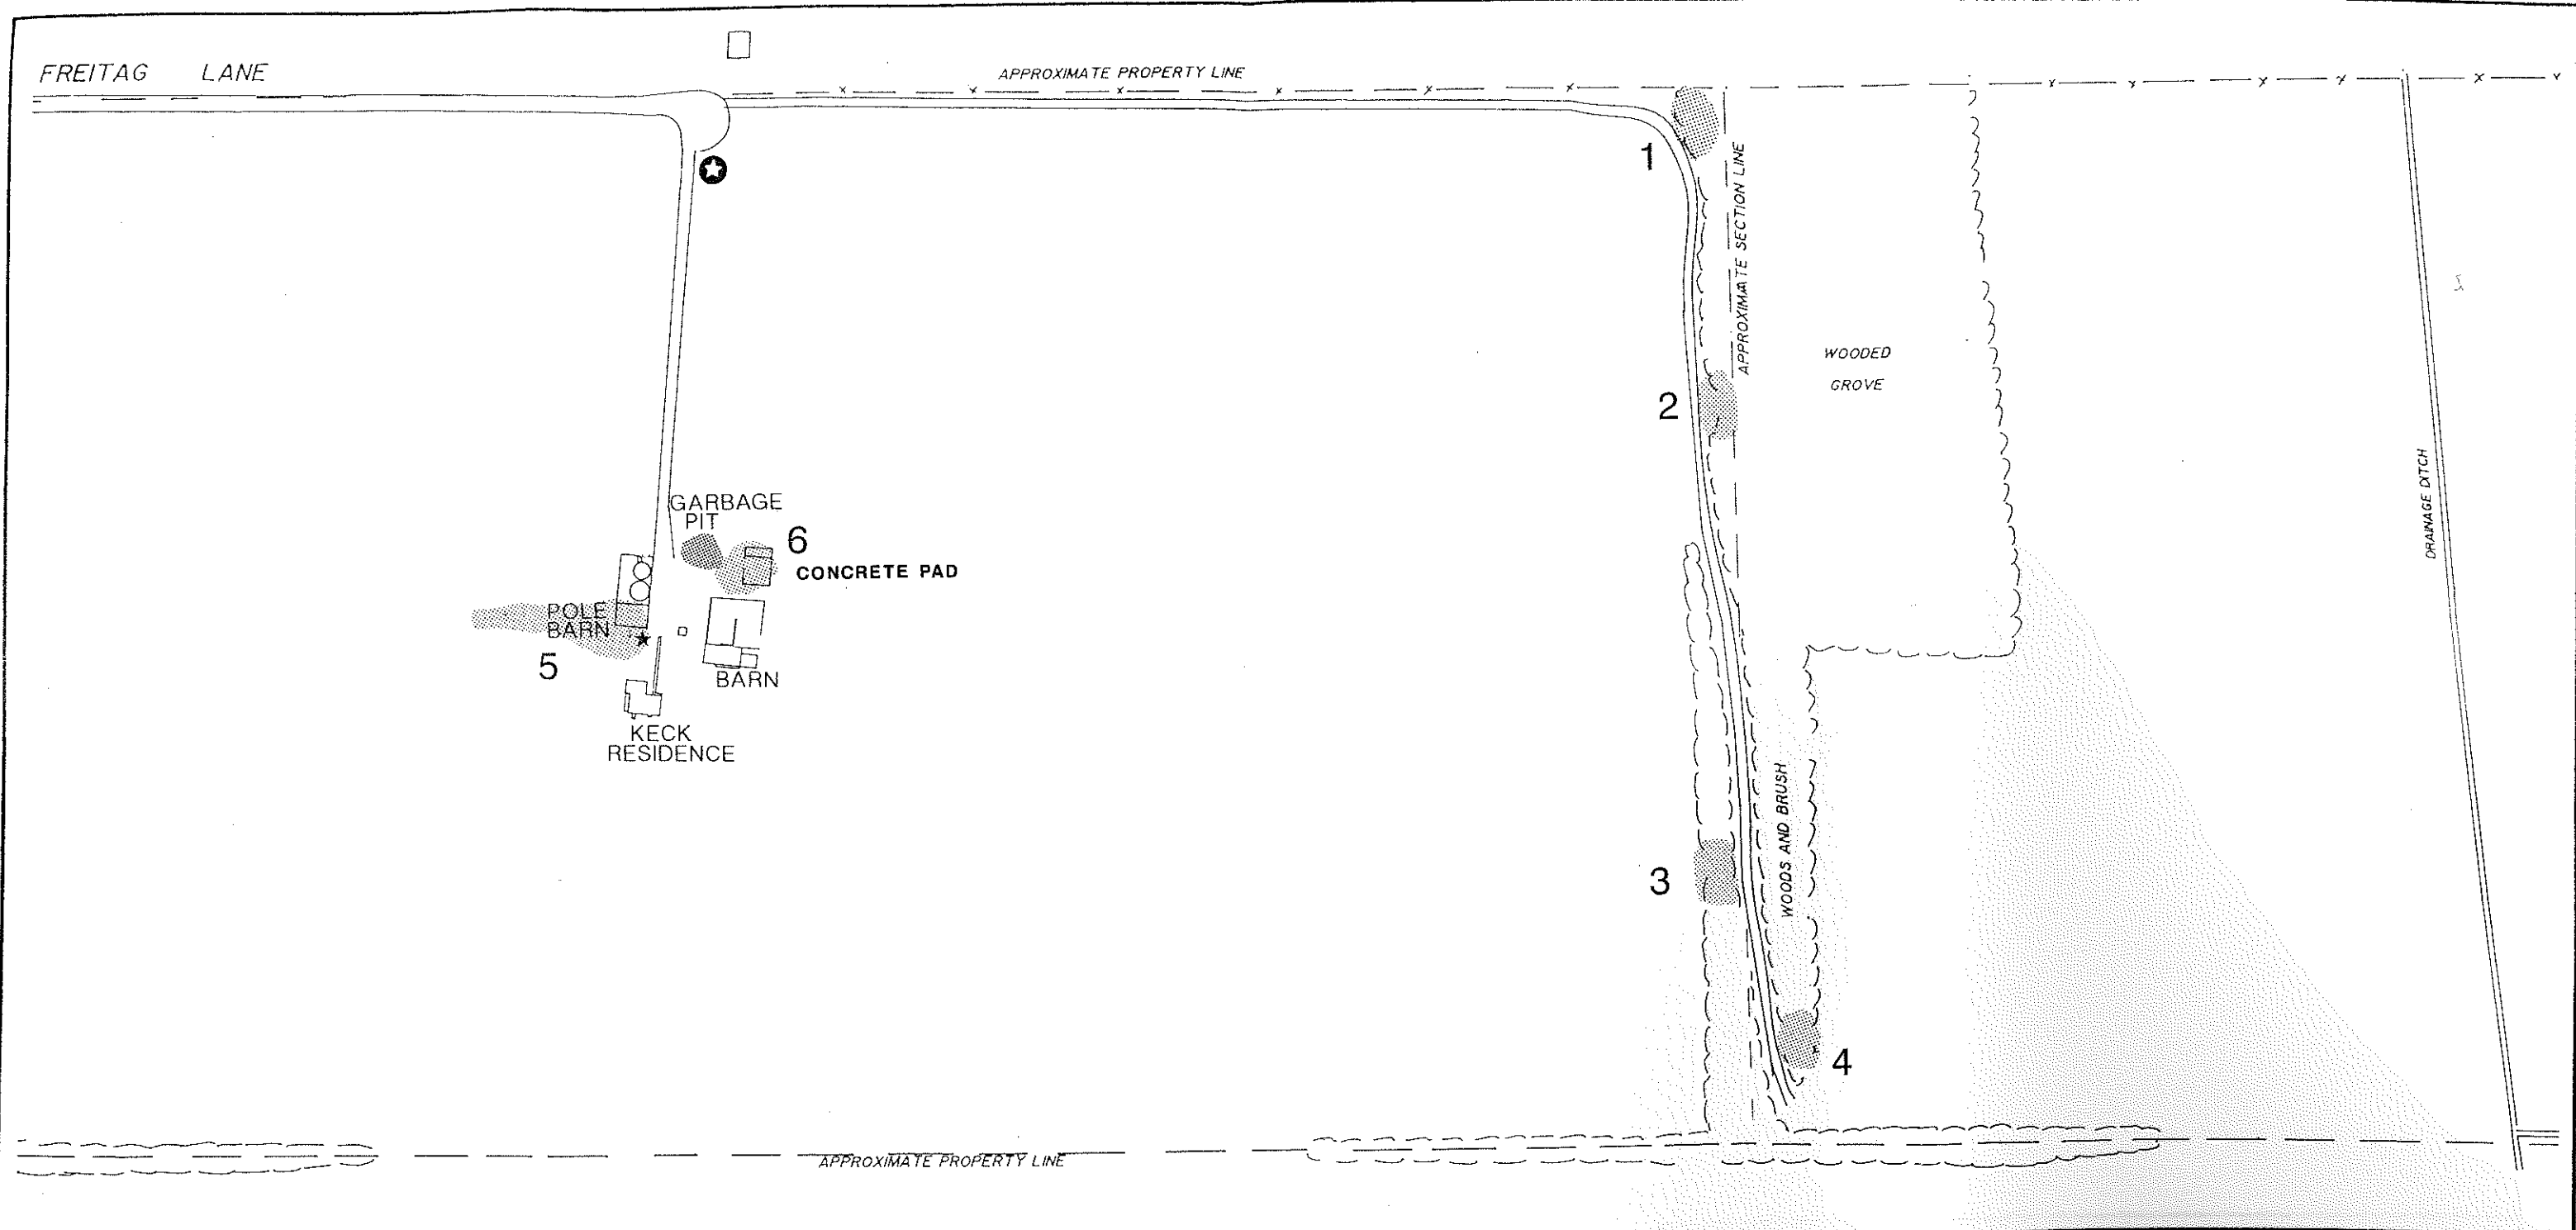 FREITAG LANE
APPROXIMATE PROPERTY LINE
1
APPROXIMATE SECTION LINE
WOODED
GROVE
2
DRAINAGE DITCH
GARBAGE
PIT
6
CONCRETE PAD
POLE
BARN
5
BARN
KECK
RESIDENCE
WOODS AND BRUSH
3
4
APPROXIMATE PROPERTY LINE